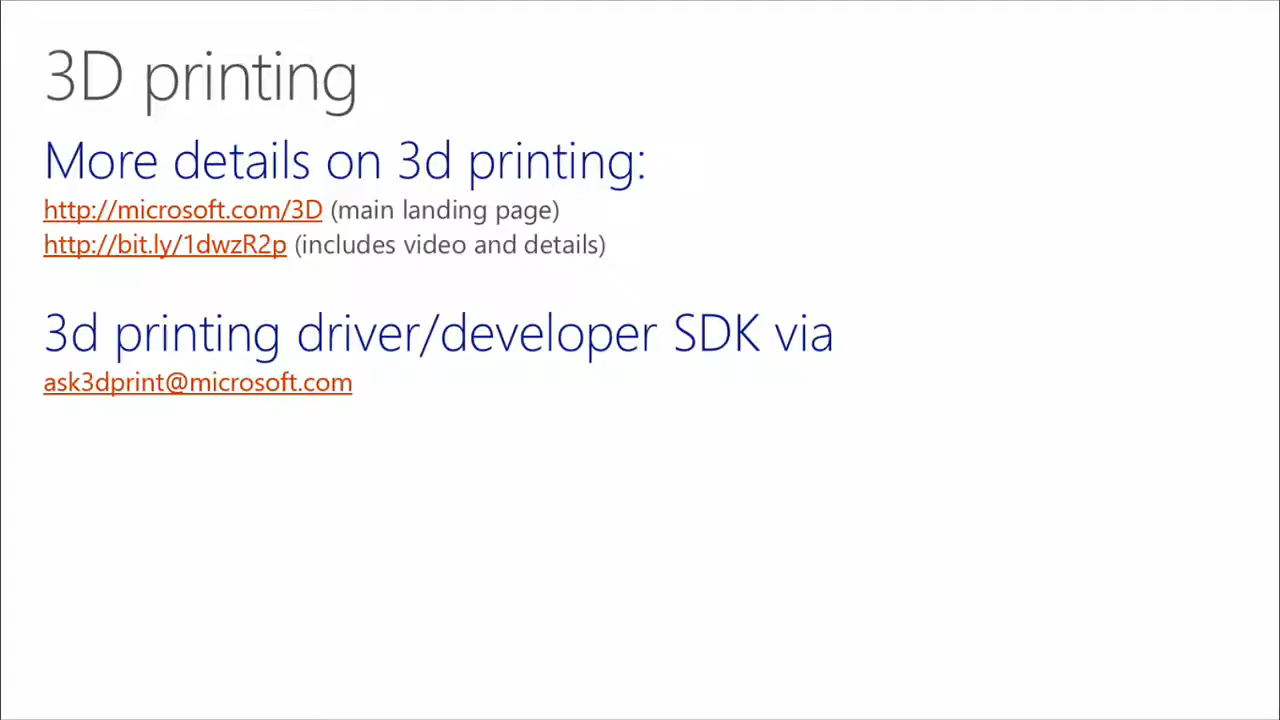 3D printing
More details on 3d printing:
http://microsoft.com/3D (main landing page)
http://bit.ly/1dwzR2p (includes video and details)
3d printing driver/developer SDK via
ask3dprint@microsoft.com